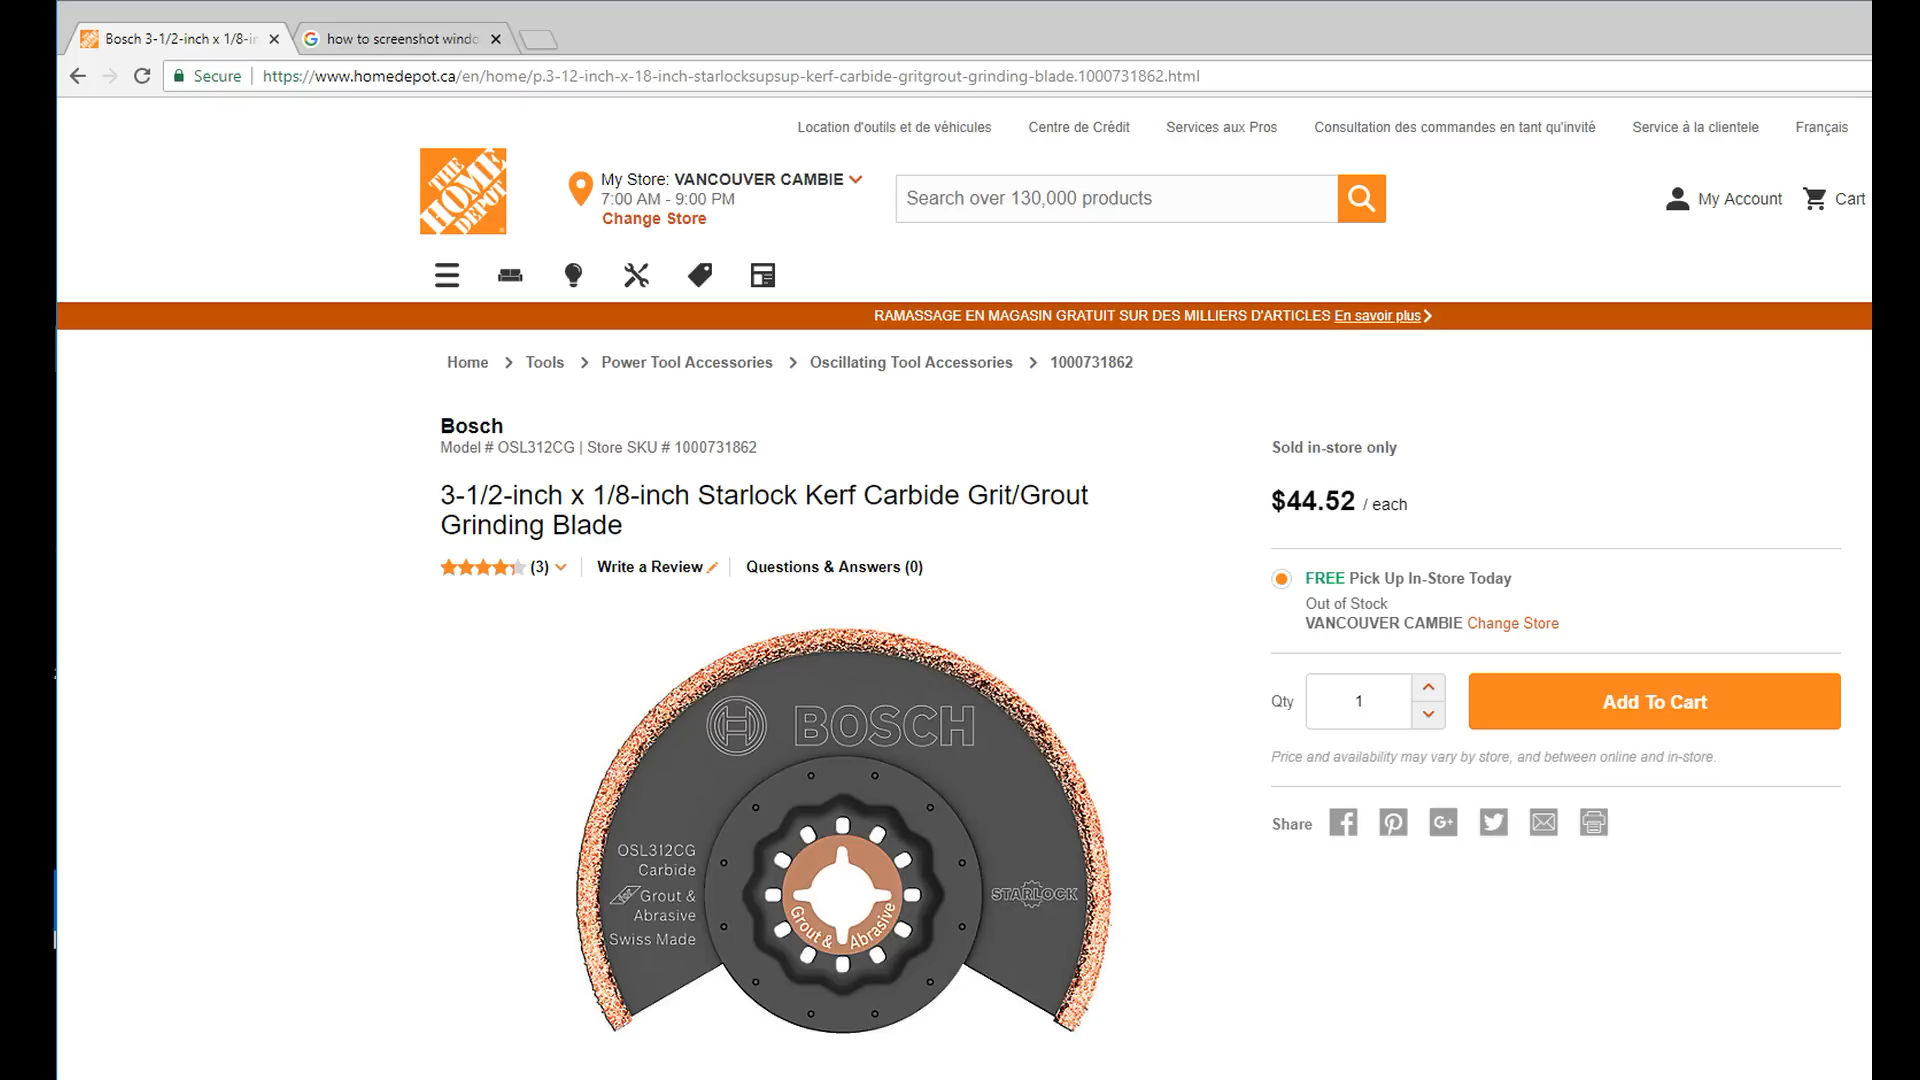 Bosch 3-1/2-inch x 1/8-in
how to screenshot windo
Secure
https://www.homedepot.ca/en/home/p.3-12-inch-x-18-inch-starlocksupsup-kerf-carbide-gritgrout-grinding-blade.1000731862.html
Location d'outils et de véhicules
Centre de Crédit
Services aux Pros
Consultation des commandes en tant qu'invité
Service à la clientele
Français
THE
HOME
DEPOT
My Store: VANCOUVER CAMBIE
7:00 AM - 9:00 PM
Change Store
Search over 130,000 products
My Account
Cart
RAMASSAGE EN MAGASIN GRATUIT SUR DES MILLIERS D'ARTICLES En savoir plus
Home > Tools > Power Tool Accessories > Oscillating Tool Accessories > 1000731862
Bosch
Model # OSL312CG | Store SKU # 1000731862
3-1/2-inch x 1/8-inch Starlock Kerf Carbide Grit/Grout
Grinding Blade
(3)
Write a Review
Questions & Answers (0)
BOSCH
OSL312CG
Carbide
Grout &
Abrasive
Swiss Made
STARLOCK
Grout & Abrasive
Sold in-store only
$44.52 / each
FREE Pick Up In-Store Today
Out of Stock
VANCOUVER CAMBIE Change Store
Qty
1
Add To Cart
Price and availability may vary by store, and between online and in-store.
Share
G+